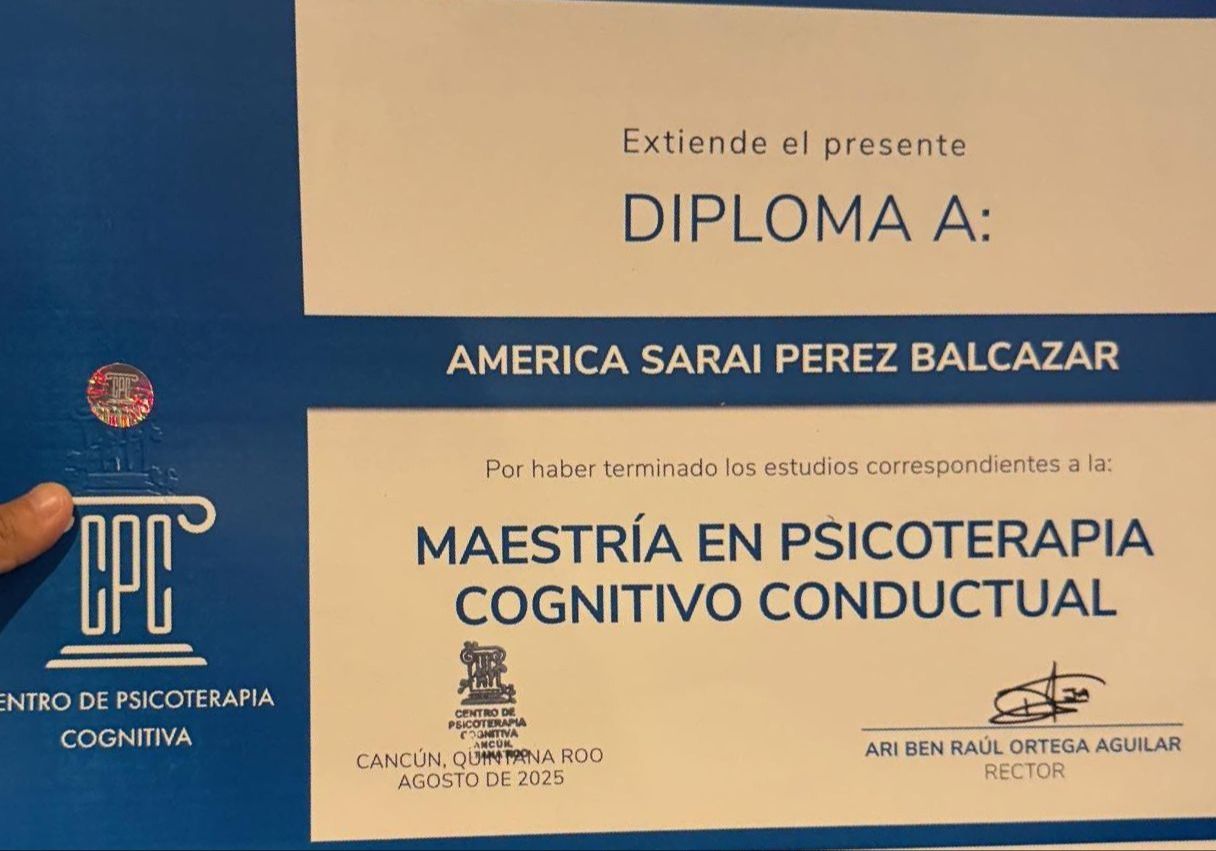 Extiende el presente
DIPLOMA A:
AMERICA SARAI PEREZ BALCAZAR
Por haber terminado los estudios correspondientes a la:
MAESTRÍA EN PSICOTERAPIA
COGNITIVO CONDUCTUAL
CPC
CPC
ENTRO DE PSICOTERAPIA
COGNITIVA
CENTRO DE
PSICOTERAPIA
COGNITIVA
CANCÚN, QUINTANA ROO
AGOSTO DE 2025
ARI BEN RAÚL ORTEGA AGUILAR
RECTOR